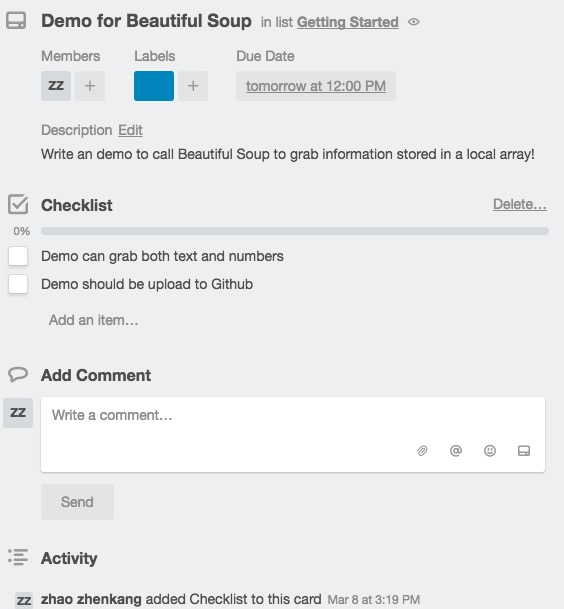 Demo for Beautiful Soup in list Getting Started
Members Labels Due Date
ZZ + + tomorrow at 12:00 PM
Description Edit
Write an demo to call Beautiful Soup to grab information stored in a local array!
Checklist Delete...
0%
Demo can grab both text and numbers
Demo should be upload to Github
Add an item...
Add Comment
ZZ Write a comment...
@
Send
Activity
ZZ zhao zhenkang added Checklist to this card Mar 8 at 3:19 PM